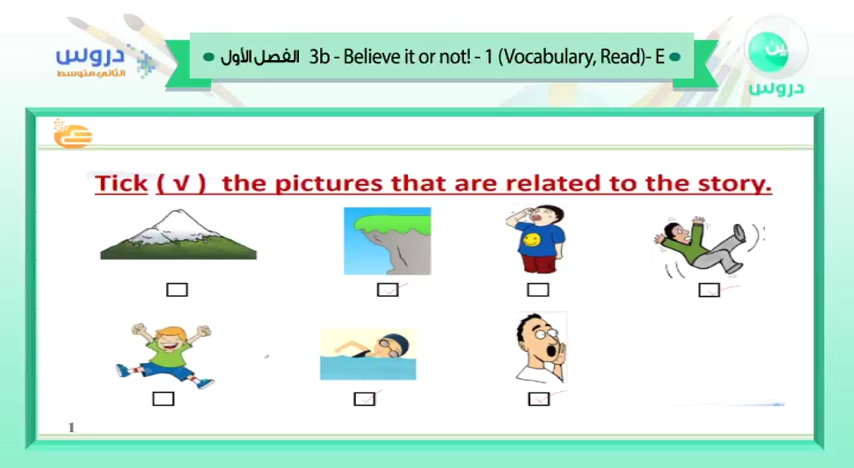 دروس
الثاني متوسط
3b - Believe it or not! - 1 (Vocabulary, Read)- E الفصل الأول
عين
دروس
Tick ( √ ) the pictures that are related to the story.
1